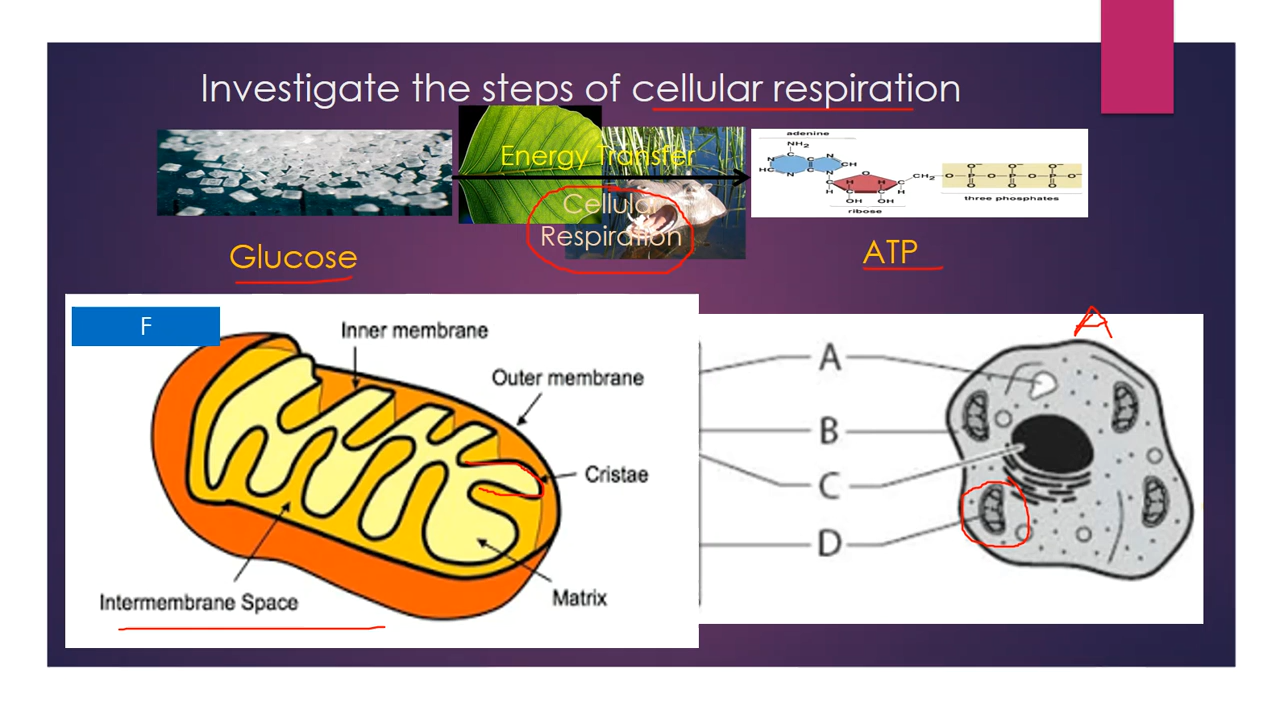 Investigate the steps of cellular respiration
Energy Transfer
Cellular
Respiration
Glucose
ATP
adenine
NH₂
N
C
C
N
HC
C
CH
N
N
O
CH₂
H H
H H
OH OH
ribose
O⁻ O⁻ O⁻
O P O P O P O⁻
O O O
three phosphates
F
Inner membrane
Outer membrane
Cristae
Matrix
Intermembrane Space
A
A
B
C
D